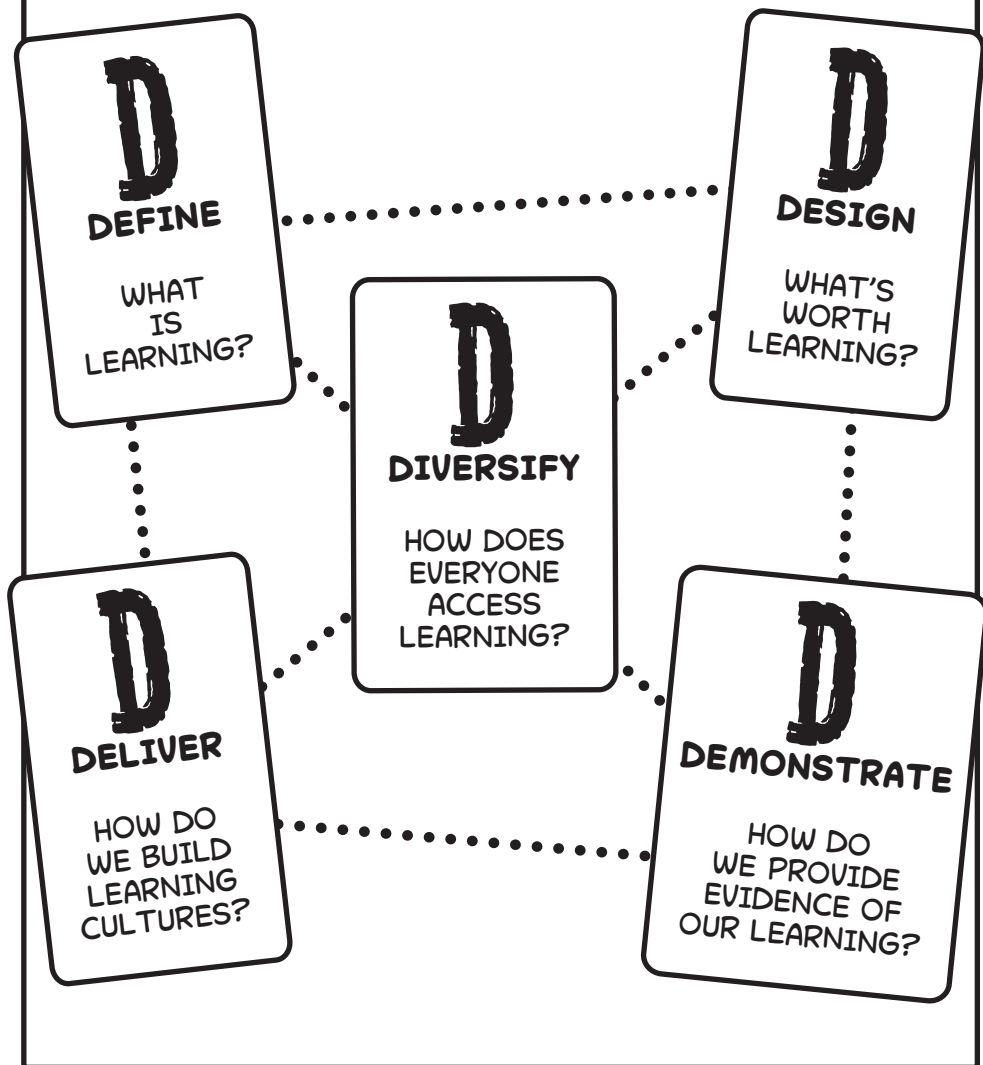 D
DEFINE
WHAT
IS
LEARNING?
D
DESIGN
WHAT'S
WORTH
LEARNING?
D
DIVERSIFY
HOW DOES
EVERYONE
ACCESS
LEARNING?
D
DELIVER
HOW DO
WE BUILD
LEARNING
CULTURES?
D
DEMONSTRATE
HOW DO
WE PROVIDE
EVIDENCE OF
OUR LEARNING?